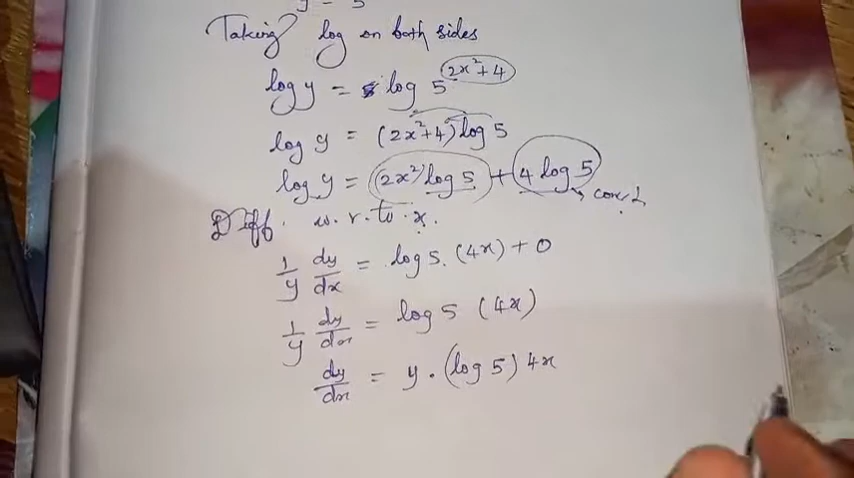 y = 5
Taking log on both sides
log y = log 5^(2x²+4)
log y = (2x²+4) log 5
log y = (2x²) log 5 + 4 log 5
Diff. w.r.to.x.
1/y dy/dx = log 5. (4x) + 0
1/y dy/dx = log 5 (4x)
dy/dx = y . (log 5) 4x